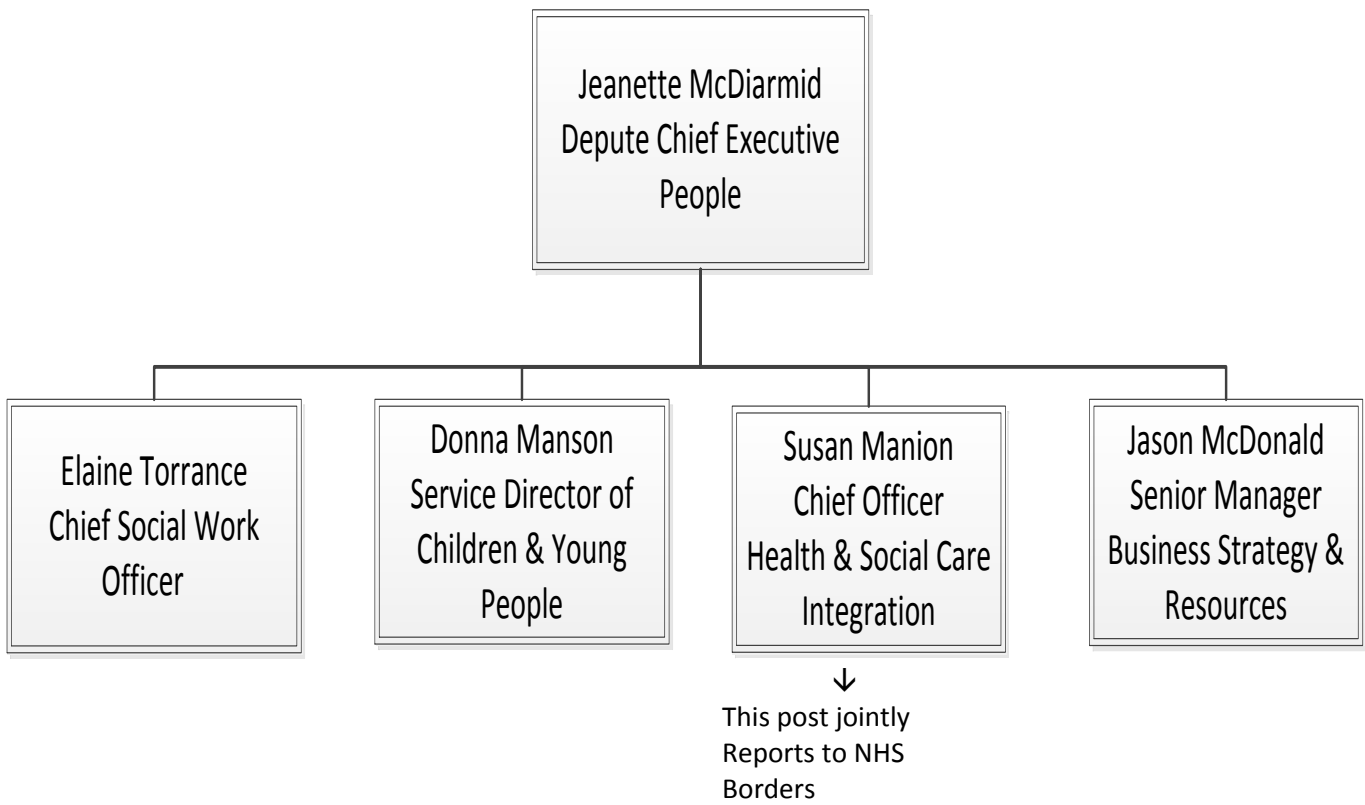 Jeanette McDiarmid
Depute Chief Executive
People
Elaine Torrance
Chief Social Work
Officer
Donna Manson
Service Director of
Children & Young
People
Susan Manion
Chief Officer
Health & Social Care
Integration
Jason McDonald
Senior Manager
Business Strategy &
Resources
This post jointly
Reports to NHS
Borders